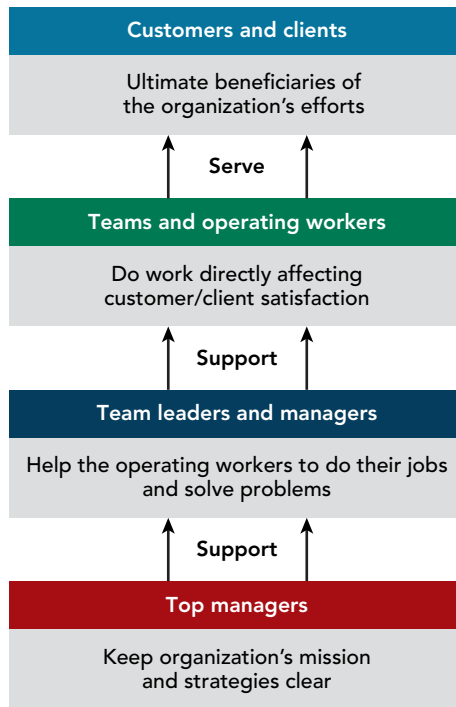 Customers and clients
Ultimate beneficiaries of
the organization’s efforts
Serve
Teams and operating workers
Do work directly affecting
customer/client satisfaction
Support
Team leaders and managers
Help the operating workers to do their jobs
and solve problems
Support
Top managers
Keep organization’s mission
and strategies clear